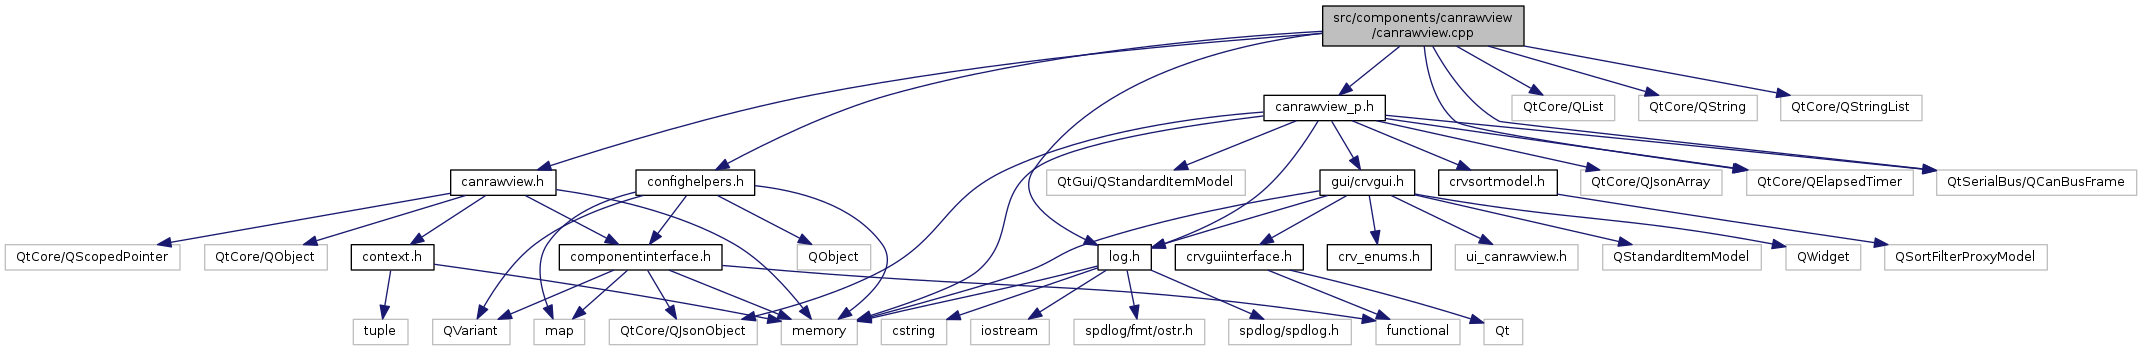 src/components/canrawview
/canrawview.cpp
canrawview_p.h
QtCore/QList
QtCore/QString
QtCore/QStringList
canrawview.h
confighelpers.h
QtGui/QStandardItemModel
gui/crvgui.h
crvsortmodel.h
QtCore/QJsonArray
QtCore/QElapsedTimer
QtSerialBus/QCanBusFrame
QtCore/QScopedPointer
QtCore/QObject
context.h
componentinterface.h
QObject
log.h
crvguiinterface.h
crv_enums.h
ui_canrawview.h
QStandardItemModel
QWidget
QSortFilterProxyModel
tuple
QVariant
map
QtCore/QJsonObject
memory
cstring
iostream
spdlog/fmt/ostr.h
spdlog/spdlog.h
functional
Qt